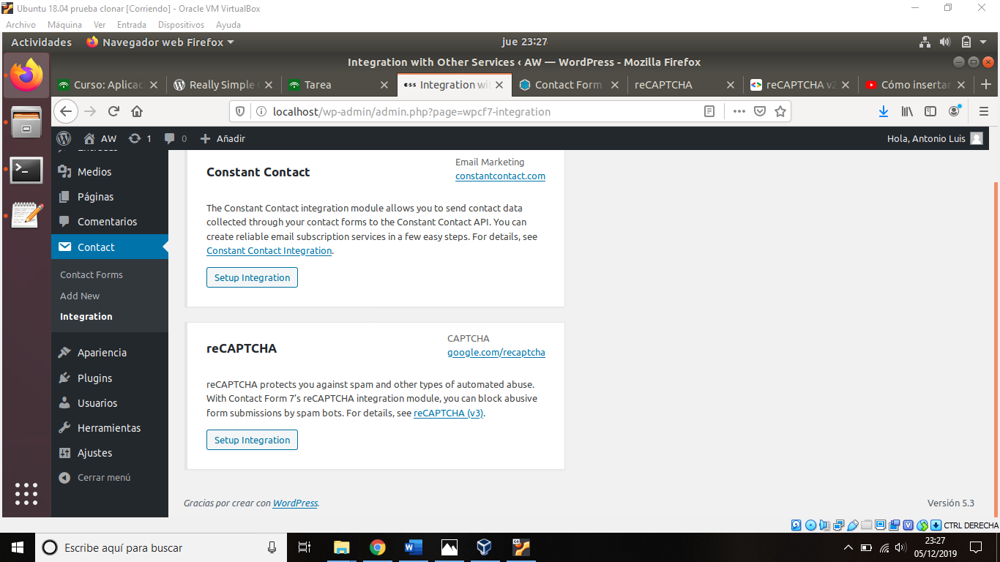 Ubuntu 18.04 prueba clonar [Corriendo] - Oracle VM VirtualBox
Archivo Máquina Ver Entrada Dispositivos Ayuda
Actividades Navegador web Firefox jue 23:27
Integration with Other Services ‹ AW — WordPress - Mozilla Firefox
Curso: Aplicac Really Simple Tarea Integration wit Contact Form reCAPTCHA reCAPTCHA v2 Cómo insertar
localhost/wp-admin/admin.php?page=wpcf7-integration
AW 1 0 Añadir Hola, Antonio Luis
Medios
Páginas
Comentarios
Contact
Contact Forms
Add New
Integration
Apariencia
Plugins
Usuarios
Herramientas
Ajustes
Cerrar menú
Constant Contact
Email Marketing
constantcontact.com
The Constant Contact integration module allows you to send contact data
collected through your contact forms to the Constant Contact API. You can
create reliable email subscription services in a few easy steps. For details, see
Constant Contact Integration.
Setup Integration
reCAPTCHA
CAPTCHA
google.com/recaptcha
reCAPTCHA protects you against spam and other types of automated abuse.
With Contact Form 7’s reCAPTCHA integration module, you can block abusive
form submissions by spam bots. For details, see reCAPTCHA (v3).
Setup Integration
Gracias por crear con WordPress. Versión 5.3
CTRL DERECHA
Escribe aquí para buscar
23:27
05/12/2019